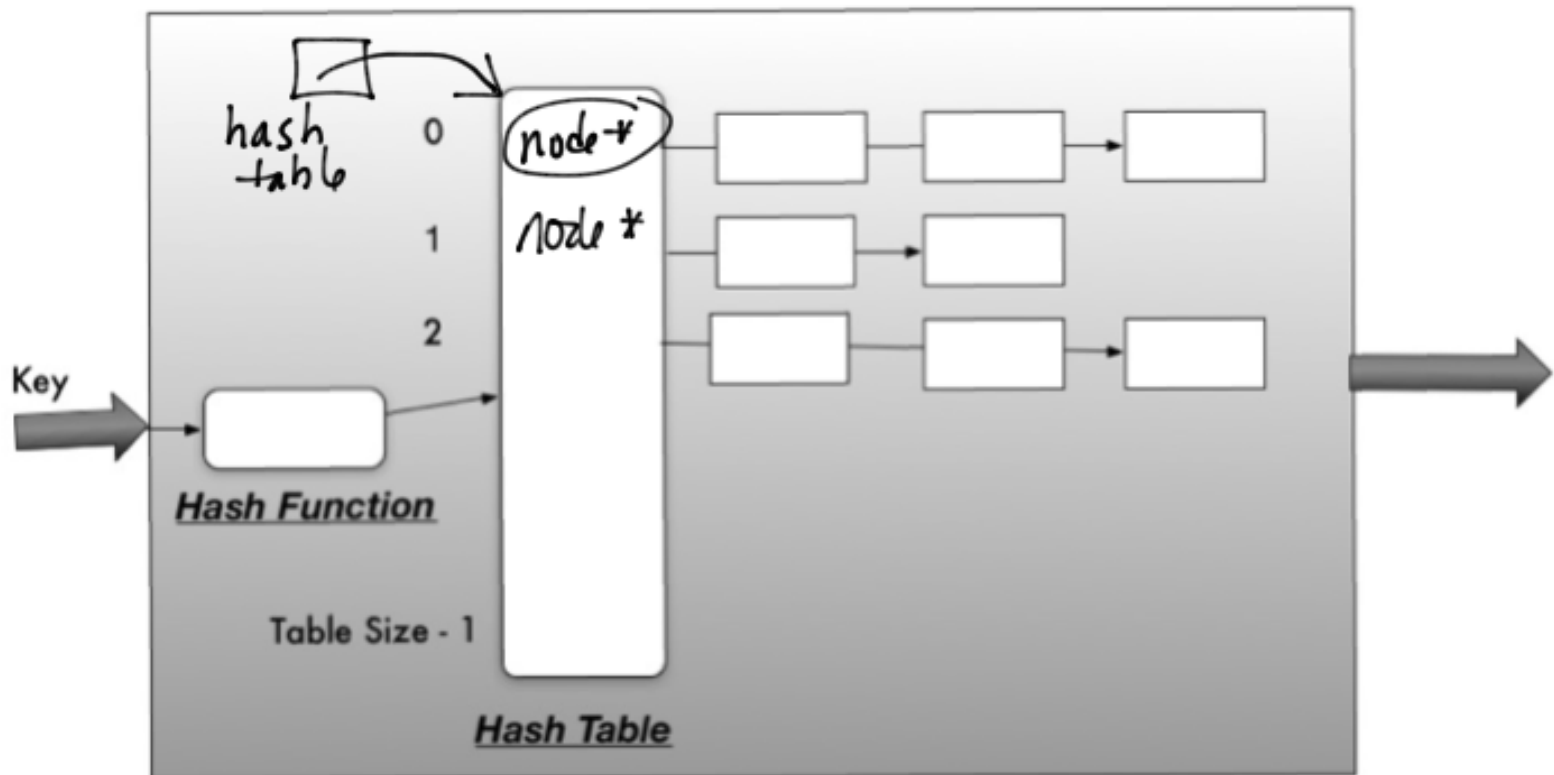 hash
table
0
node *
1
node *
2
Key
Hash Function
Table Size - 1
Hash Table